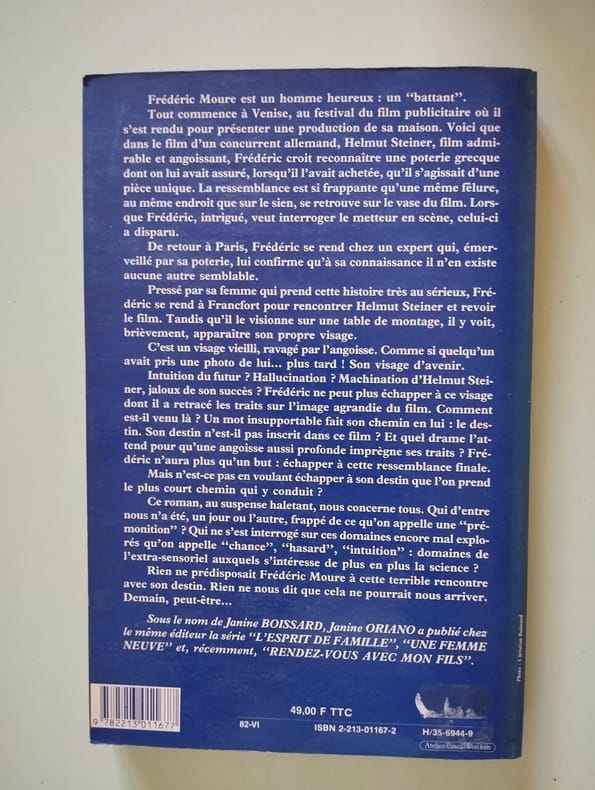 Frédéric Moure est un homme heureux : un “battant”.
Tout commence à Venise, au festival du film publicitaire où il
s'est rendu pour présenter une production de sa maison. Voici que
dans le film d'un concurrent allemand, Helmut Steiner, film admi-
rable et angoissant, Frédéric croit reconnaître une poterie grecque
dont on lui avait assuré, lorsqu'il l'avait achetée, qu'il s'agissait d'une
pièce unique. La ressemblance est si frappante qu'une même fêlure,
au même endroit que sur le sien, se retrouve sur le vase du film. Lors-
que Frédéric, intrigué, veut interroger le metteur en scène, celui-ci
a disparu.
De retour à Paris, Frédéric se rend chez un expert qui, émer-
veillé par sa poterie, lui confirme qu'à sa connaissance il n'en existe
aucune autre semblable.
Pressé par sa femme qui prend cette histoire très au sérieux, Fré-
déric se rend à Francfort pour rencontrer Helmut Steiner et revoir
le film. Tandis qu'il le visionne sur une table de montage, il y voit,
brièvement, apparaître son propre visage.
C'est un visage vieilli, ravagé par l'angoisse. Comme si quelqu'un
avait pris une photo de lui... plus tard ! Son visage d'avenir.
Intuition du futur ? Hallucination ? Machination d'Helmut Stei-
ner, jaloux de son succès ? Frédéric ne peut plus échapper à ce visage
dont il a retracé les traits sur l'image agrandie du film. Comment
est-il venu là ? Un mot insupportable fait son chemin en lui : le des-
tin. Son destin n'est-il pas inscrit dans ce film ? Et quel drame l'at-
tend pour qu'une angoisse aussi profonde imprègne ses traits ? Fré-
déric n'aura plus qu'un but : échapper à cette ressemblance finale.
Mais n'est-ce pas en voulant échapper à son destin que l'on prend
le plus court chemin qui y conduit ?
Ce roman, au suspense haletant, nous concerne tous. Qui d'entre
nous n'a été, un jour ou l'autre, frappé de ce qu'on appelle une “pré-
monition” ? Qui ne s'est interrogé sur ces domaines encore mal explo-
rés qu'on appelle “chance”, “hasard”, “intuition” : domaines de
l'extra-sensoriel auxquels s'intéresse de plus en plus la science ?
Rien ne prédisposait Frédéric Moure à cette terrible rencontre
avec son destin. Rien ne nous dit que cela ne pourrait nous arriver.
Demain, peut-être...
Sous le nom de Janine BOISSARD, Janine ORIANO a publié chez
le même éditeur la série “L'ESPRIT DE FAMILLE”, “UNE FEMME
NEUVE” et, récemment, “RENDEZ-VOUS AVEC MON FILS”.
Photo : Christian Boissard
9 782213 011677
49,00 F TTC
82-VI
ISBN 2-213-01167-2
H/35-6944-9
Atelier Pascal Vercken